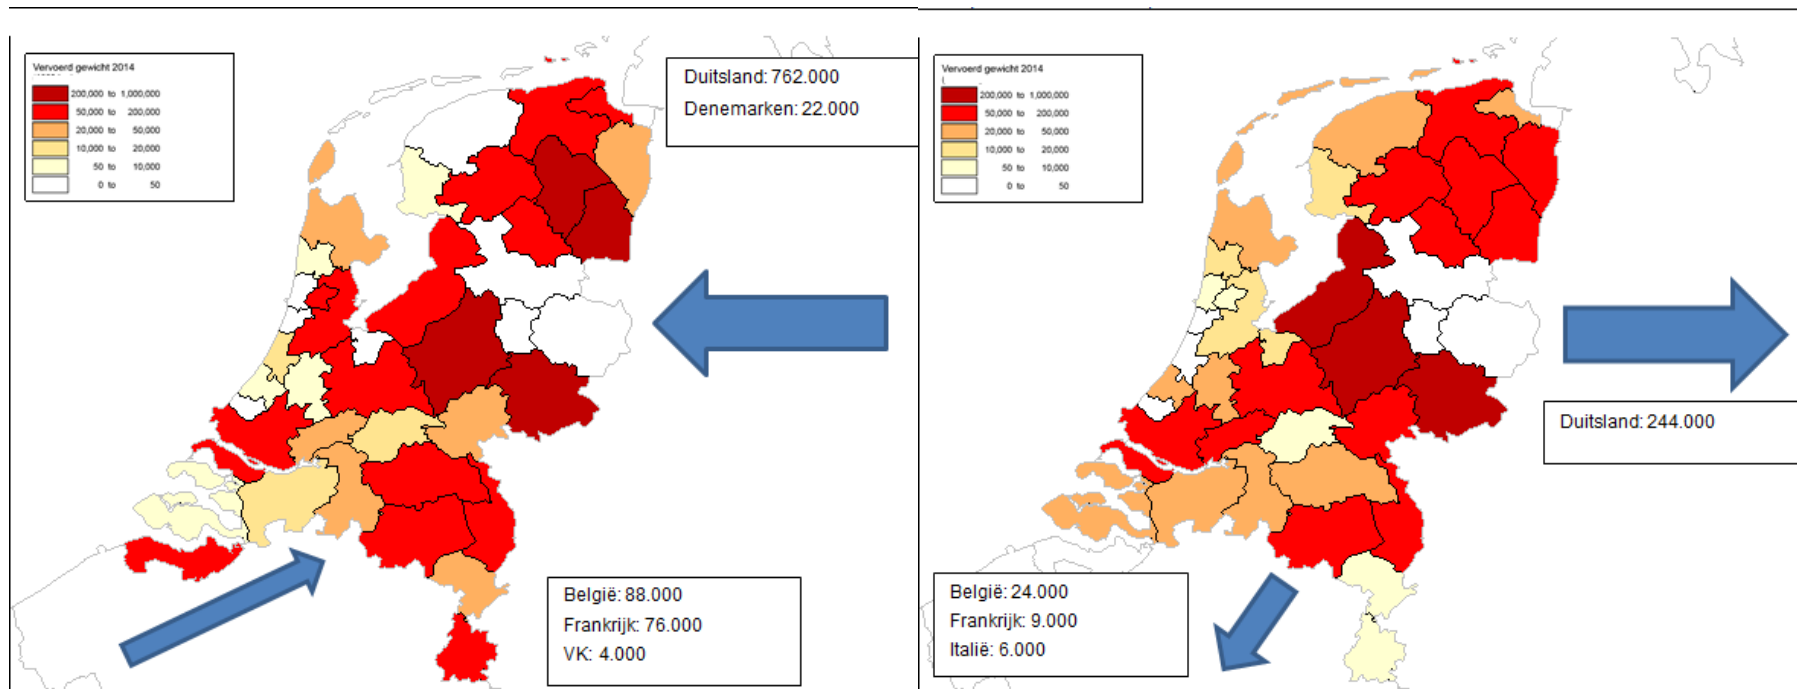 Vervoerd gewicht 2014
200,000 to 1,000,000
50,000 to 200,000
20,000 to 50,000
10,000 to 20,000
50 to 10,000
0 to 50
Duitsland: 762.000
Denemarken: 22.000
België: 88.000
Frankrijk: 76.000
VK: 4.000
Vervoerd gewicht 2014
200,000 to 1,000,000
50,000 to 200,000
20,000 to 50,000
10,000 to 20,000
50 to 10,000
0 to 50
Duitsland: 244.000
België: 24.000
Frankrijk: 9.000
Italië: 6.000